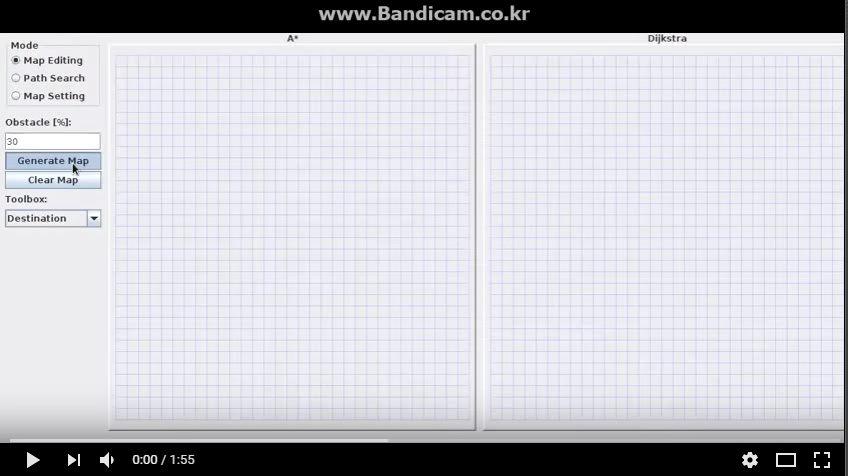 www.Bandicam.co.kr
A*
Dijkstra
Mode
Map Editing
Path Search
Map Setting
Obstacle [%]:
30
Generate Map
Clear Map
Toolbox:
Destination
0:00 / 1:55